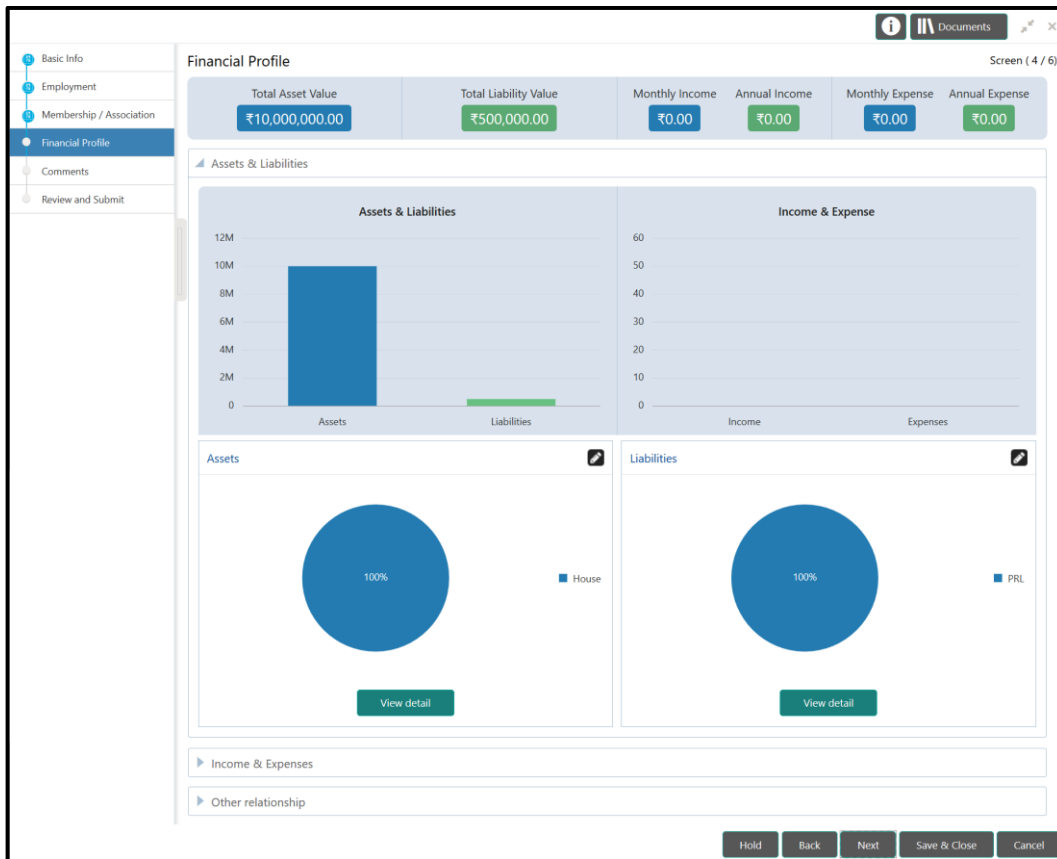 Documents
Basic Info
Employment
Membership / Association
Financial Profile
Comments
Review and Submit
Financial Profile
Screen ( 4 / 6)
Total Asset Value
₹10,000,000.00
Total Liability Value
₹500,000.00
Monthly Income
₹0.00
Annual Income
₹0.00
Monthly Expense
₹0.00
Annual Expense
₹0.00
Assets & Liabilities
Assets & Liabilities
12M
10M
8M
6M
4M
2M
0
Assets
Liabilities
Income & Expense
60
50
40
30
20
10
0
Income
Expenses
Assets
100%
House
View detail
Liabilities
100%
PRL
View detail
Income & Expenses
Other relationship
Hold
Back
Next
Save & Close
Cancel